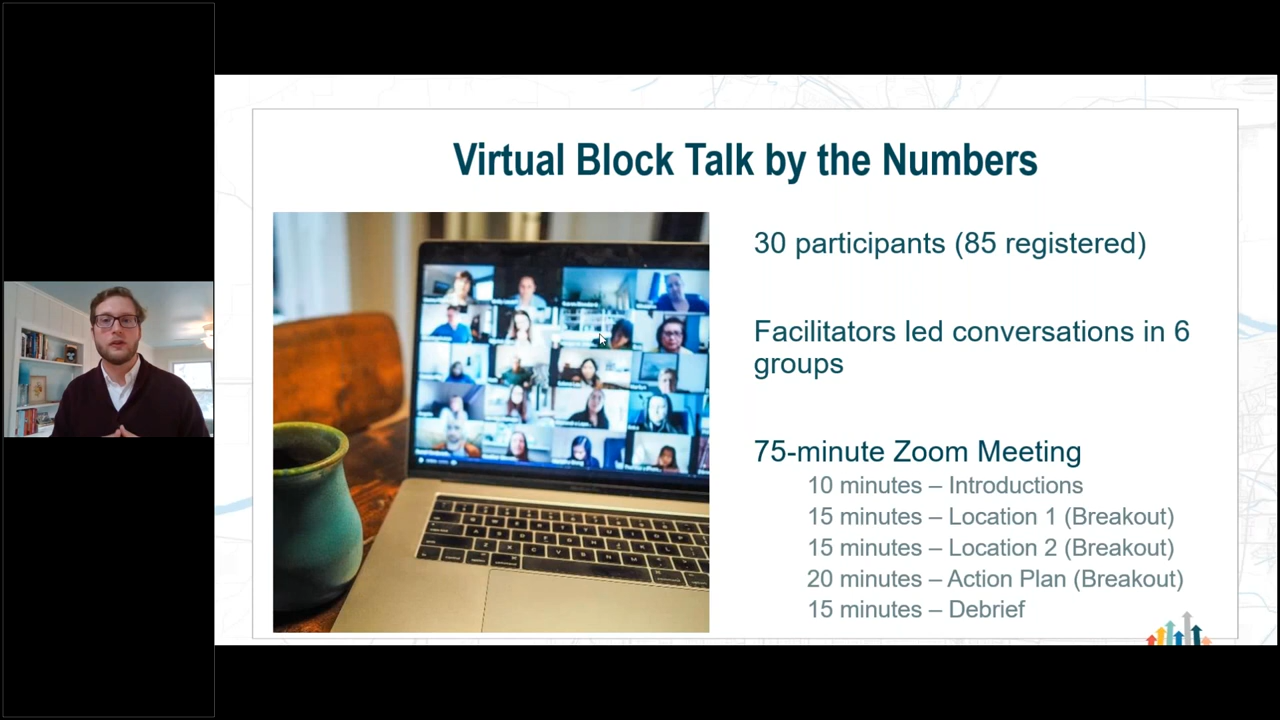 Virtual Block Talk by the Numbers
30 participants (85 registered)
Facilitators led conversations in 6
groups
75-minute Zoom Meeting
10 minutes – Introductions
15 minutes – Location 1 (Breakout)
15 minutes – Location 2 (Breakout)
20 minutes – Action Plan (Breakout)
15 minutes – Debrief